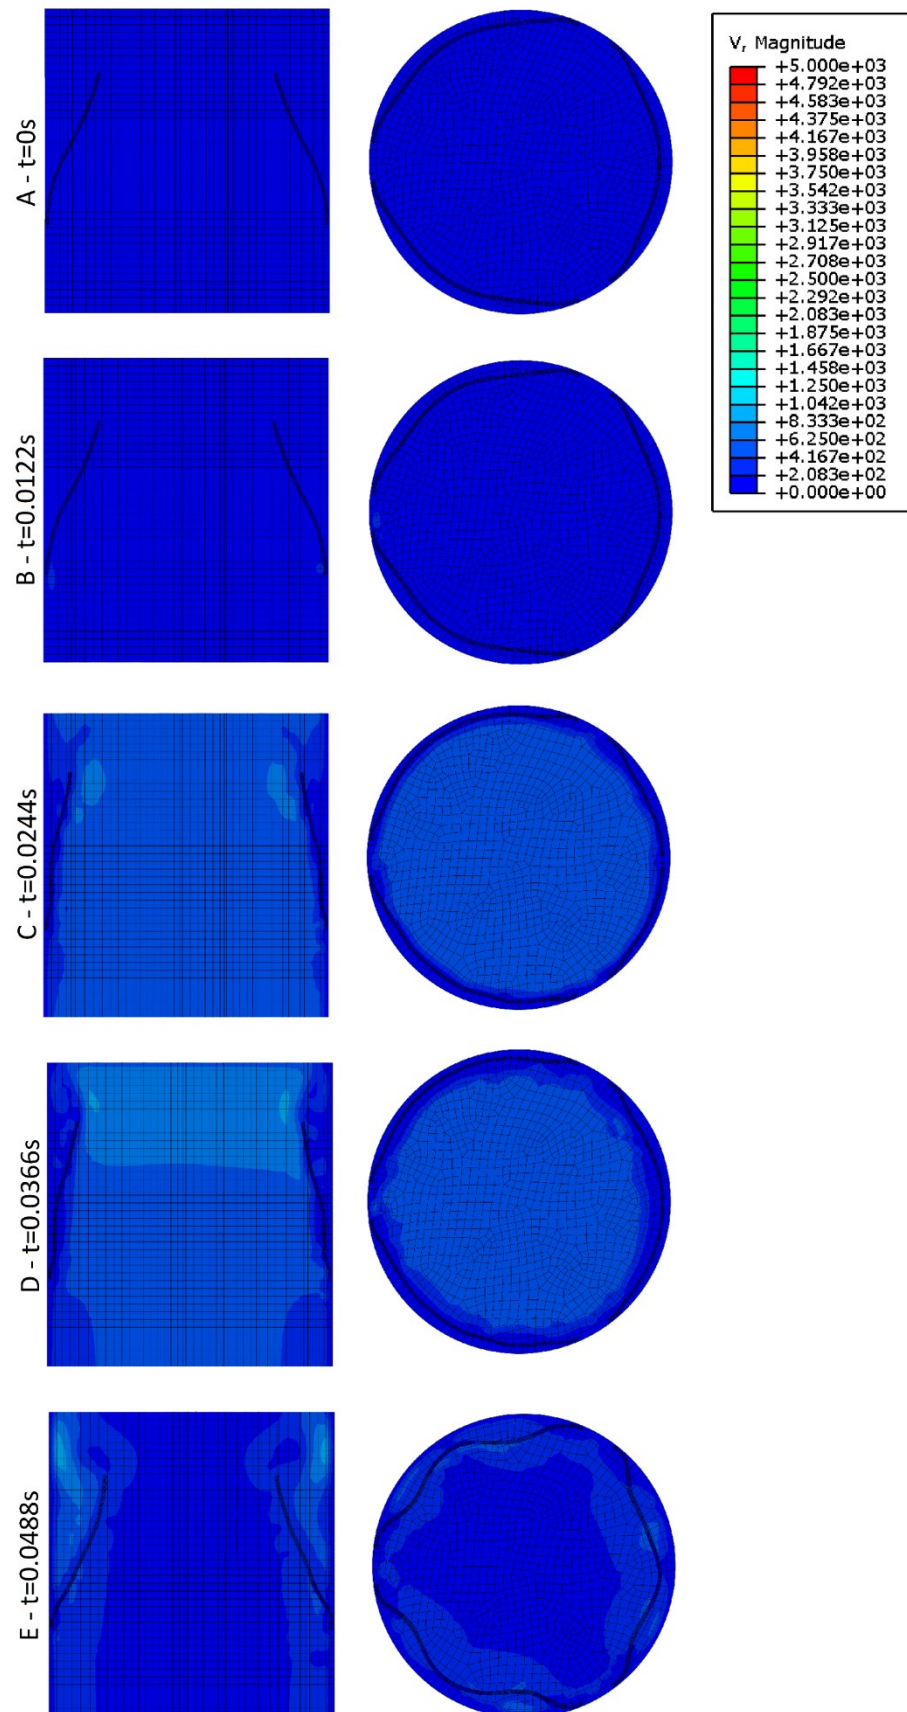 A - t=0s
V, Magnitude
+5.000e+03
+4.792e+03
+4.583e+03
+4.375e+03
+4.167e+03
+3.958e+03
+3.750e+03
+3.542e+03
+3.333e+03
+3.125e+03
+2.917e+03
+2.708e+03
+2.500e+03
+2.292e+03
+2.083e+03
+1.875e+03
+1.667e+03
+1.458e+03
+1.250e+03
+1.042e+03
+8.333e+02
+6.250e+02
+4.167e+02
+2.083e+02
+0.000e+00
B - t=0.0122s
C - t=0.0244s
D - t=0.0366s
E - t=0.0488s